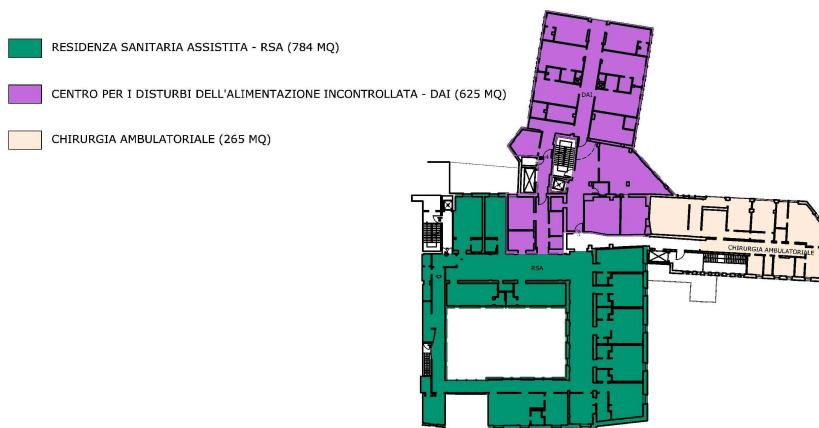 RESIDENZA SANITARIA ASSISTITA - RSA (784 MQ)
CENTRO PER I DISTURBI DELL'ALIMENTAZIONE INCONTROLLATA - DAI (625 MQ)
CHIRURGIA AMBULATORIALE (265 MQ)
DAI
CHIRURGIA AMBULATORIALE
RSA